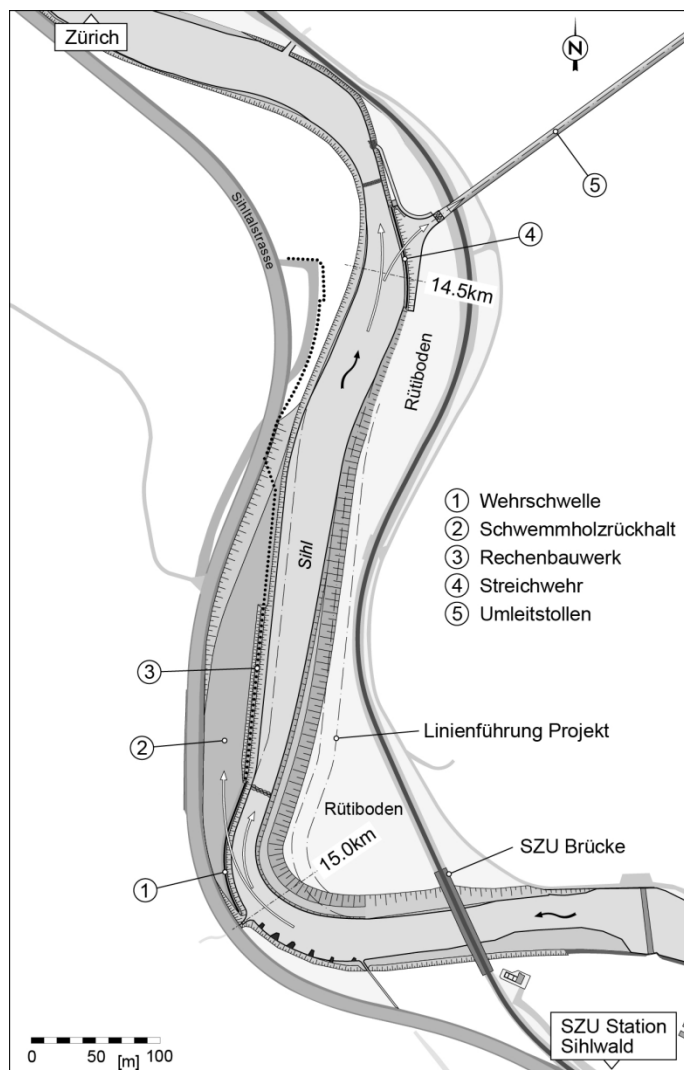 Zürich
N
Sihltalstrasse
5
4
14.5km
Rütiboden
1 Wehrschwelle
2 Schwemmholzrückhalt
3 Rechenbauwerk
4 Streichwehr
5 Umleitstollen
Sihl
3
2
Linienführung Projekt
Rütiboden
15.0km
SZU Brücke
1
SZU Station
Sihlwald
0 50 [m] 100